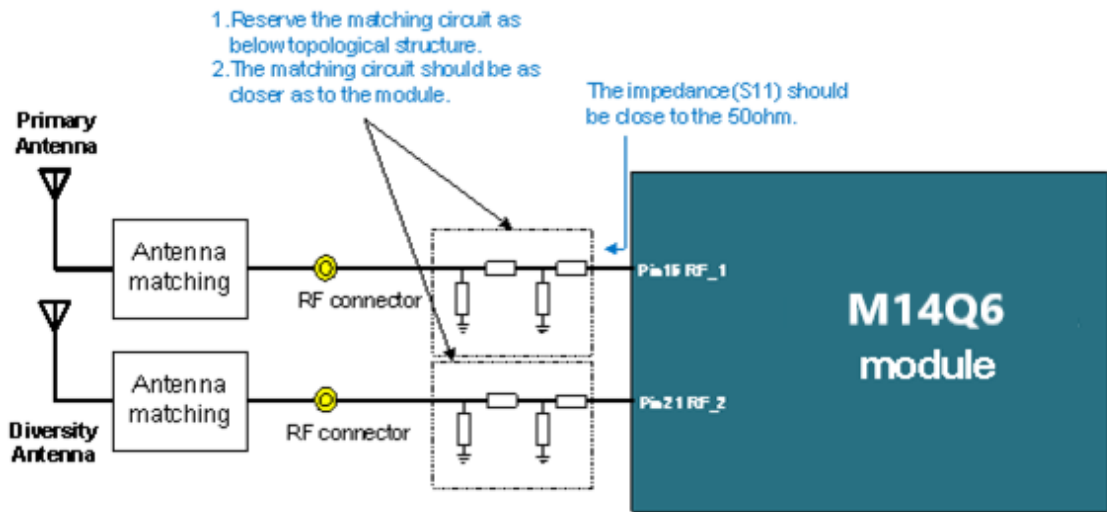 1.Reserve the matching circuit as
below topological structure.
2.The matching circuit should be as
closer as to the module.
The impedance(S11) should
be close to the 50ohm.
Primary
Antenna
Antenna
matching
RF connector
Pin15 RF_1
M14Q6
module
Diversity
Antenna
Antenna
matching
RF connector
Pin21 RF_2